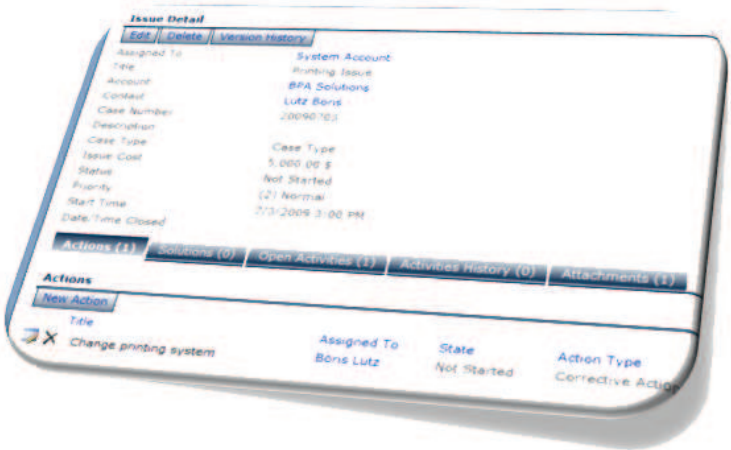 Issue Detail
Edit Delete Version History
Assigned To System Account
Title Printing Issue
Account BPA Solutions
Contact Lutz Boris
Case Number 20090703
Description
Case Type Case Type
Issue Cost 5,000.00 $
Status Not Started
Priority (2) Normal
Start Time 7/3/2009 3:00 PM
Date/Time Closed
Actions (1) Solutions (0) Open Activities (1) Activities History (0) Attachments (1)
Actions
New Action
Title Assigned To State Action Type
Change printing system Boris Lutz Not Started Corrective Action